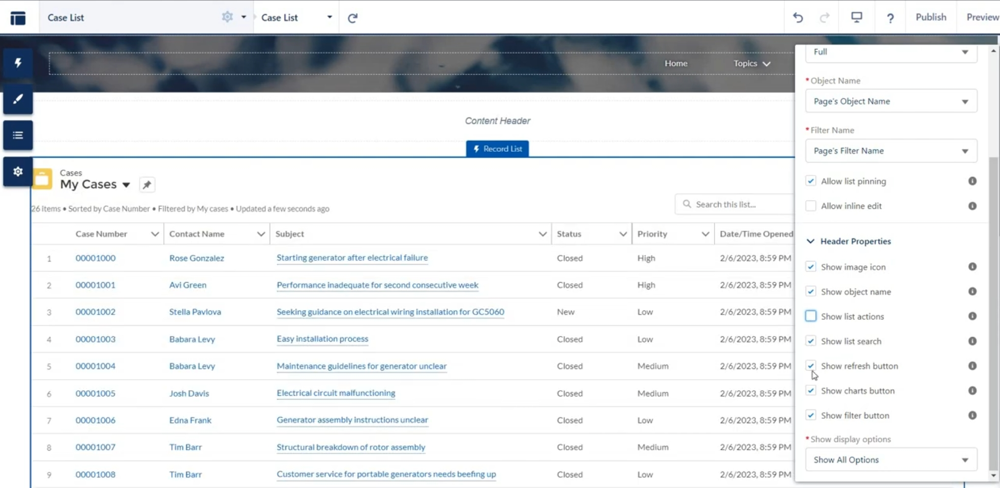 Case List
Case List
?
Publish
Preview
Home
Topics
Content Header
Record List
Cases
My Cases
26 items • Sorted by Case Number • Filtered by My cases • Updated a few seconds ago
Search this list...
Case Number Contact Name Subject Status Priority Date/Time Opened
1 00001000 Rose Gonzalez Starting generator after electrical failure Closed High 2/6/2023, 8:59 PM
2 00001001 Avi Green Performance inadequate for second consecutive week Closed High 2/6/2023, 8:59 PM
3 00001002 Stella Pavlova Seeking guidance on electrical wiring installation for GC5060 New Low 2/6/2023, 8:59 PM
4 00001003 Babara Levy Easy installation process Closed Low 2/6/2023, 8:59 PM
5 00001004 Babara Levy Maintenance guidelines for generator unclear Closed Medium 2/6/2023, 8:59 PM
6 00001005 Josh Davis Electrical circuit malfunctioning Closed Medium 2/6/2023, 8:59 PM
7 00001006 Edna Frank Generator assembly instructions unclear Closed Low 2/6/2023, 8:59 PM
8 00001007 Tim Barr Structural breakdown of rotor assembly Closed Medium 2/6/2023, 8:59 PM
9 00001008 Tim Barr Customer service for portable generators needs beefing up Closed Low 2/6/2023, 8:59 PM
Full
* Object Name
Page's Object Name
* Filter Name
Page's Filter Name
Allow list pinning
Allow inline edit
Header Properties
Show image icon
Show object name
Show list actions
Show list search
Show refresh button
Show charts button
Show filter button
* Show display options
Show All Options